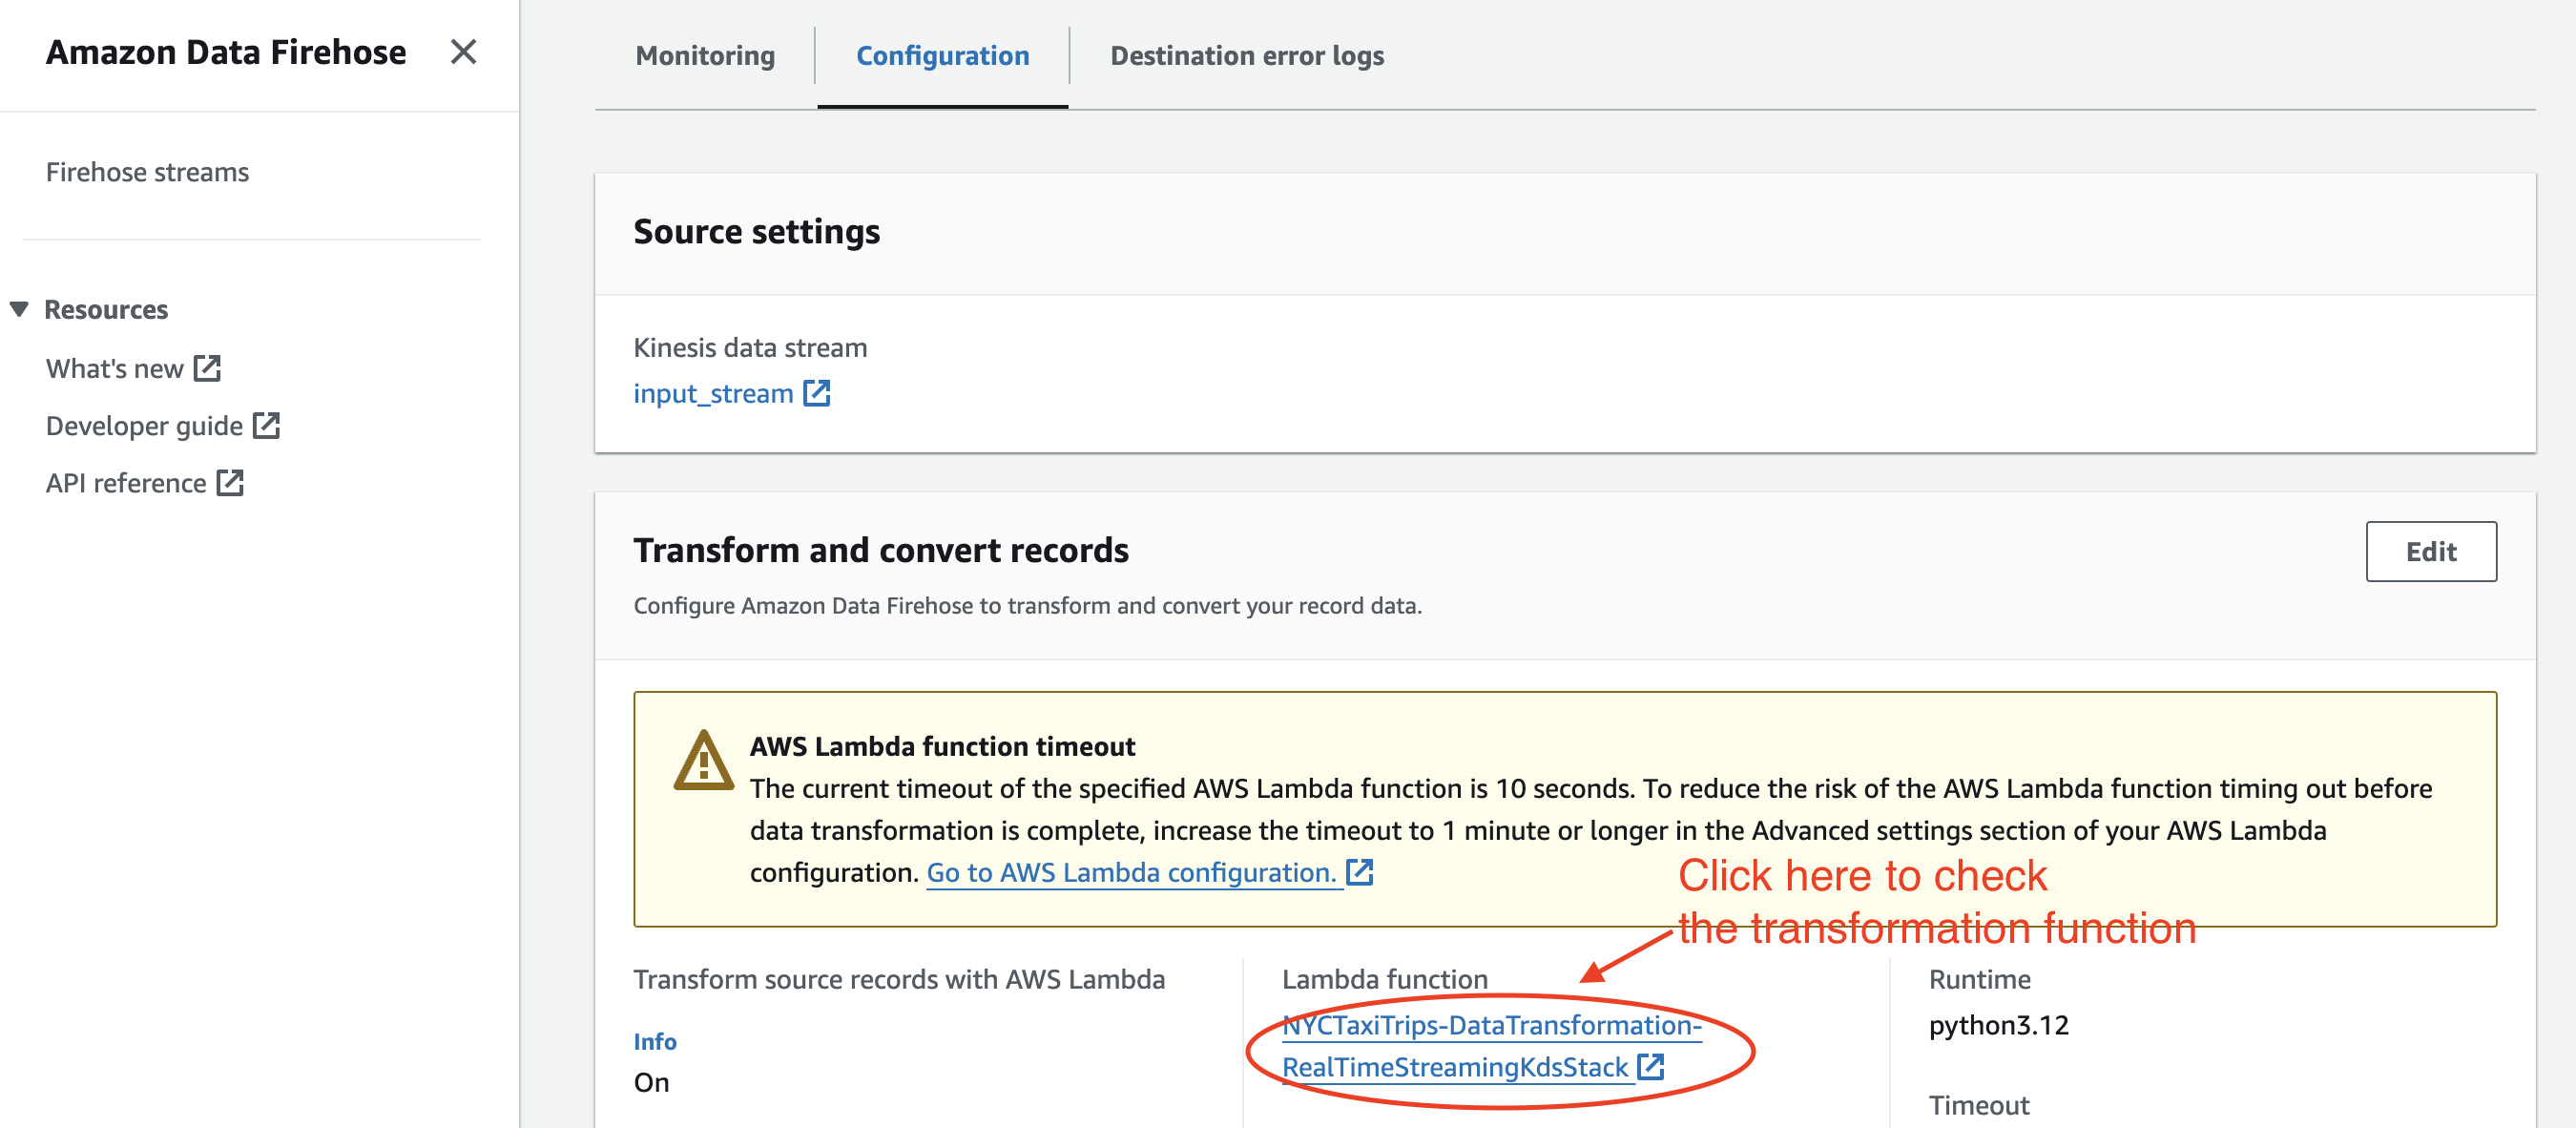 Amazon Data Firehose
Firehose streams
Resources
What's new
Developer guide
API reference
Monitoring
Configuration
Destination error logs
Source settings
Kinesis data stream
input_stream
Transform and convert records
Edit
Configure Amazon Data Firehose to transform and convert your record data.
AWS Lambda function timeout
The current timeout of the specified AWS Lambda function is 10 seconds. To reduce the risk of the AWS Lambda function timing out before
data transformation is complete, increase the timeout to 1 minute or longer in the Advanced settings section of your AWS Lambda
configuration. Go to AWS Lambda configuration.
Click here to check
the transformation function
Transform source records with AWS Lambda
Info
On
Lambda function
NYCTaxiTrips-DataTransformation-
RealTimeStreamingKdsStack
Runtime
python3.12
Timeout